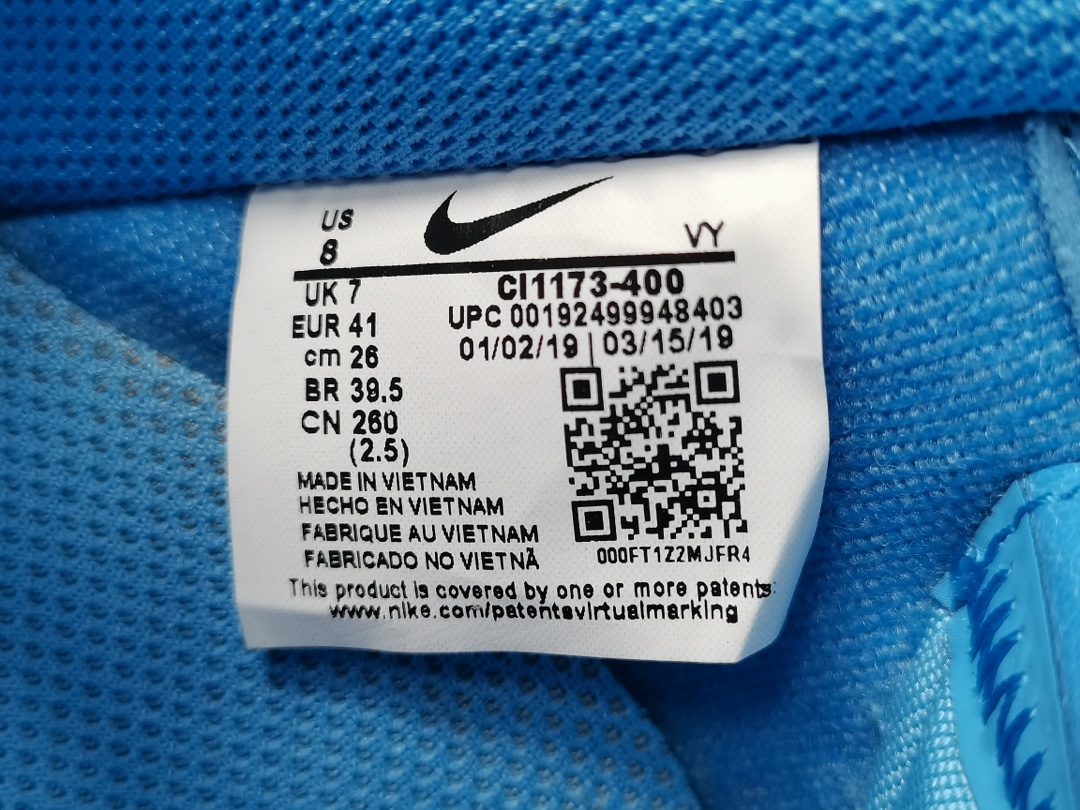 US
8
VY
UK 7
EUR 41
cm 26
BR 39.5
CN 260
(2.5)
CI1173-400
UPC 00192499948403
01/02/19 | 03/15/19
MADE IN VIETNAM
HECHO EN VIETNAM
FABRIQUE AU VIETNAM
FABRICADO NO VIETNÃ
000FT1Z2MJFR4
This product is covered by one or more patents:
www.nike.com/patentsvirtualmarking